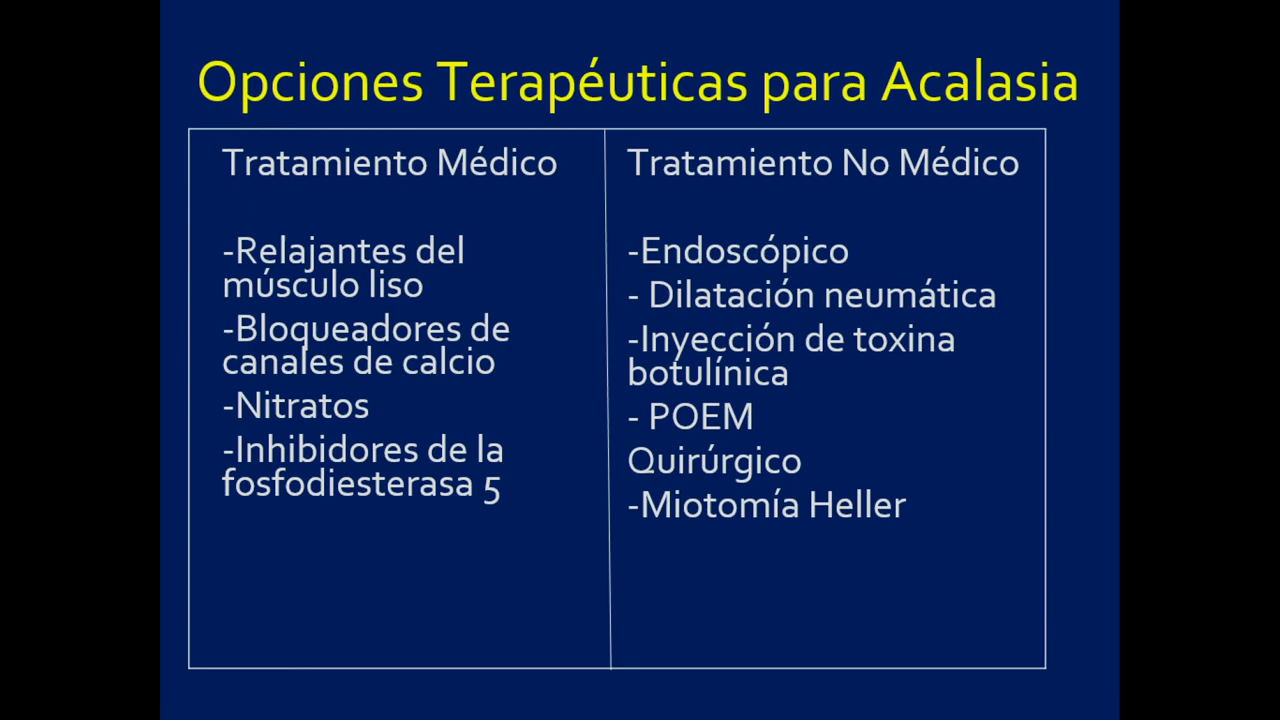 Opciones Terapéuticas para Acalasia
Tratamiento Médico
-Relajantes del
músculo liso
-Bloqueadores de
canales de calcio
-Nitratos
-Inhibidores de la
fosfodiesterasa 5
Tratamiento No Médico
-Endoscópico
- Dilatación neumática
-Inyección de toxina
botulínica
- POEM
Quirúrgico
-Miotomía Heller